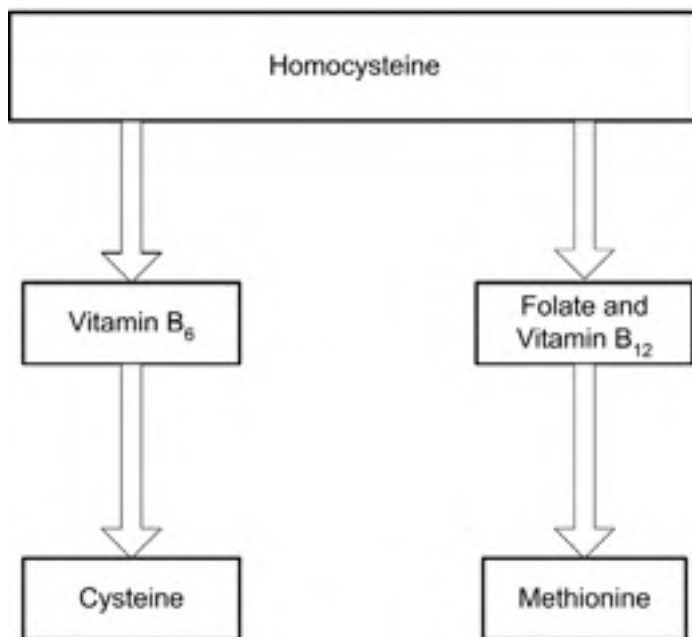 Homocysteine
Vitamin B₆
Folate and
Vitamin B₁₂
Cysteine
Methionine